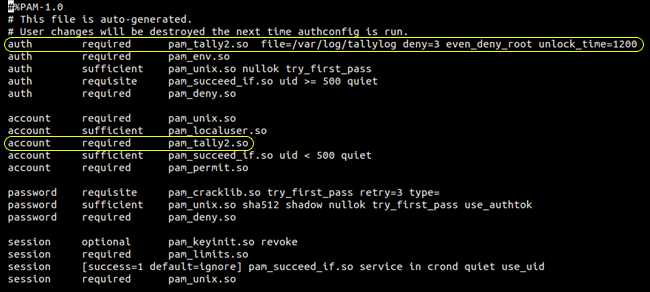 #%PAM-1.0
# This file is auto-generated.
# User changes will be destroyed the next time authconfig is run.
auth required pam_tally2.so file=/var/log/tallylog deny=3 even_deny_root unlock_time=1200
auth required pam_env.so
auth sufficient pam_unix.so nullok try_first_pass
auth requisite pam_succeed_if.so uid >= 500 quiet
auth required pam_deny.so
account required pam_unix.so
account sufficient pam_localuser.so
account required pam_tally2.so
account sufficient pam_succeed_if.so uid < 500 quiet
account required pam_permit.so
password requisite pam_cracklib.so try_first_pass retry=3 type=
password sufficient pam_unix.so sha512 shadow nullok try_first_pass use_authtok
password required pam_deny.so
session optional pam_keyinit.so revoke
session required pam_limits.so
session [success=1 default=ignore] pam_succeed_if.so service in crond quiet use_uid
session required pam_unix.so